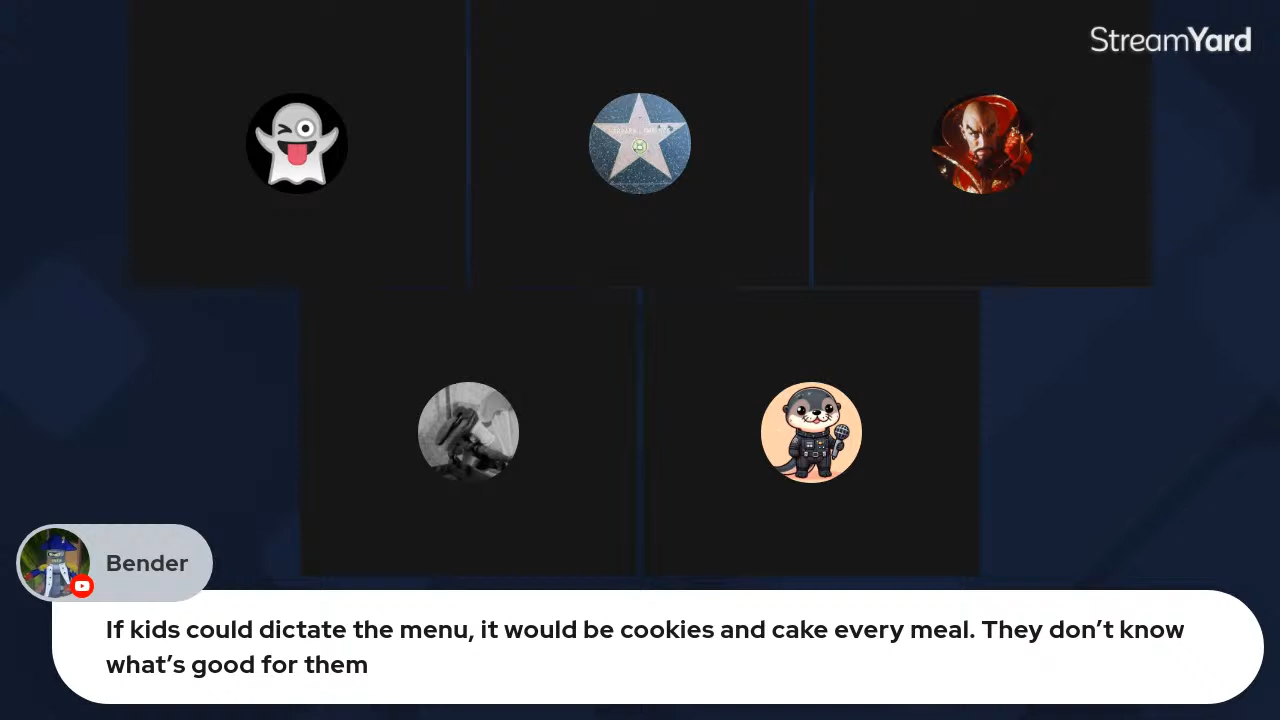 StreamYard
Bender
If kids could dictate the menu, it would be cookies and cake every meal. They don’t know
what’s good for them